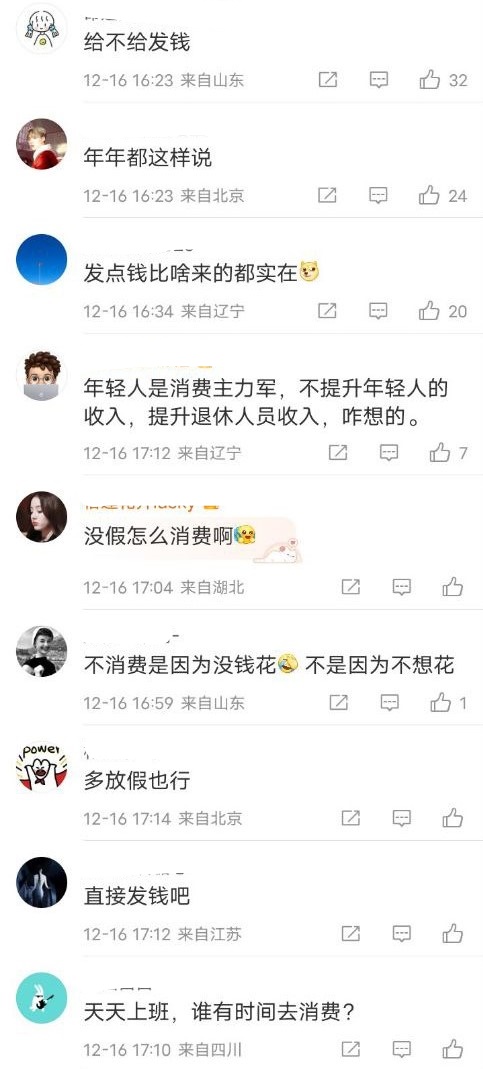 给不给发钱
12-16 16:23 来自山东
32
年年都这样说
12-16 16:23 来自北京
24
发点钱比啥来的都实在
12-16 16:34 来自辽宁
20
年轻人是消费主力军，不提升年轻人的
收入，提升退休人员收入，咋想的。
12-16 17:12 来自辽宁
7
没假怎么消费啊
12-16 17:04 来自湖北
不消费是因为没钱花 不是因为不想花
12-16 16:59 来自山东
1
power
多放假也行
12-16 17:14 来自北京
直接发钱吧
12-16 17:12 来自江苏
天天上班，谁有时间去消费？
12-16 17:10 来自四川